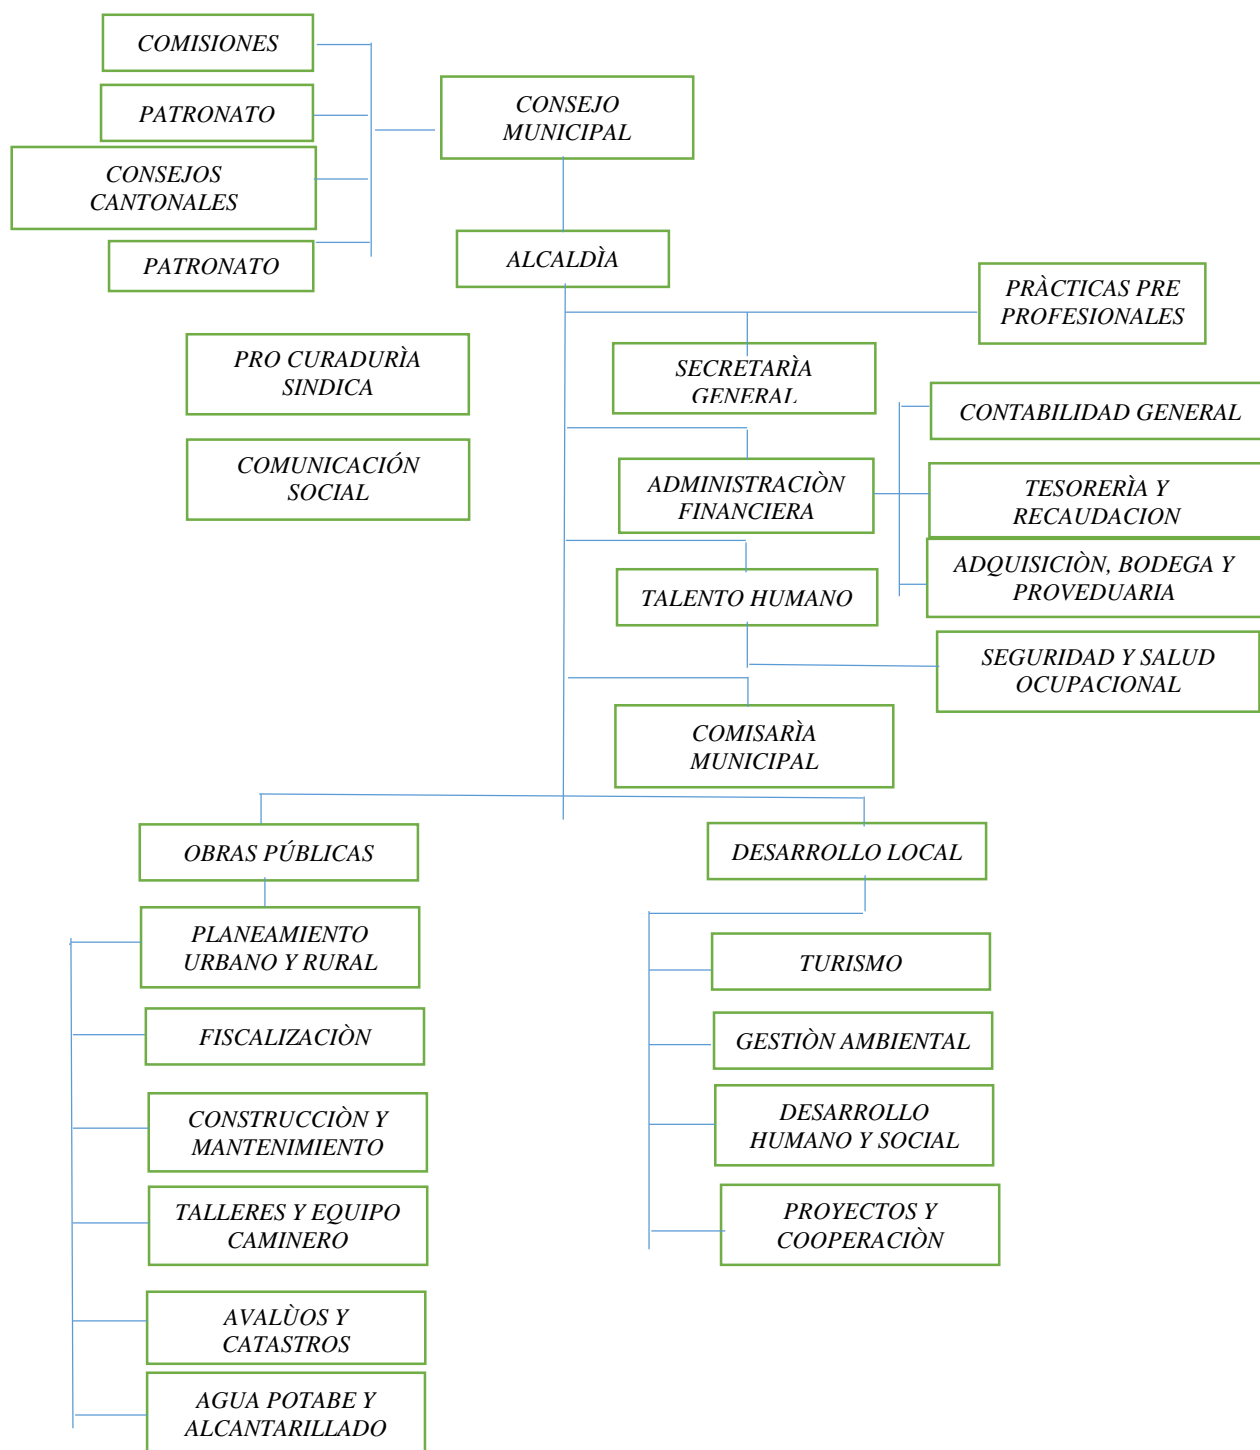 COMISIONES
PATRONATO
CONSEJOS
CANTONALES
PATRONATO
CONSEJO
MUNICIPAL
ALCALDÌA
PRÀCTICAS PRE
PROFESIONALES
PRO CURADURÌA
SINDICA
SECRETARÌA
GENERAL
COMUNICACIÓN
SOCIAL
ADMINISTRACIÒN
FINANCIERA
CONTABILIDAD GENERAL
TESORERÌA Y
RECAUDACION
ADQUISICIÒN, BODEGA Y
PROVEDUARIA
TALENTO HUMANO
SEGURIDAD Y SALUD
OCUPACIONAL
COMISARÌA
MUNICIPAL
OBRAS PÚBLICAS
PLANEAMIENTO
URBANO Y RURAL
FISCALIZACIÒN
CONSTRUCCIÒN Y
MANTENIMIENTO
TALLERES Y EQUIPO
CAMINERO
AVALÙOS Y
CATASTROS
AGUA POTABE Y
ALCANTARILLADO
DESARROLLO LOCAL
TURISMO
GESTIÒN AMBIENTAL
DESARROLLO
HUMANO Y SOCIAL
PROYECTOS Y
COOPERACIÒN